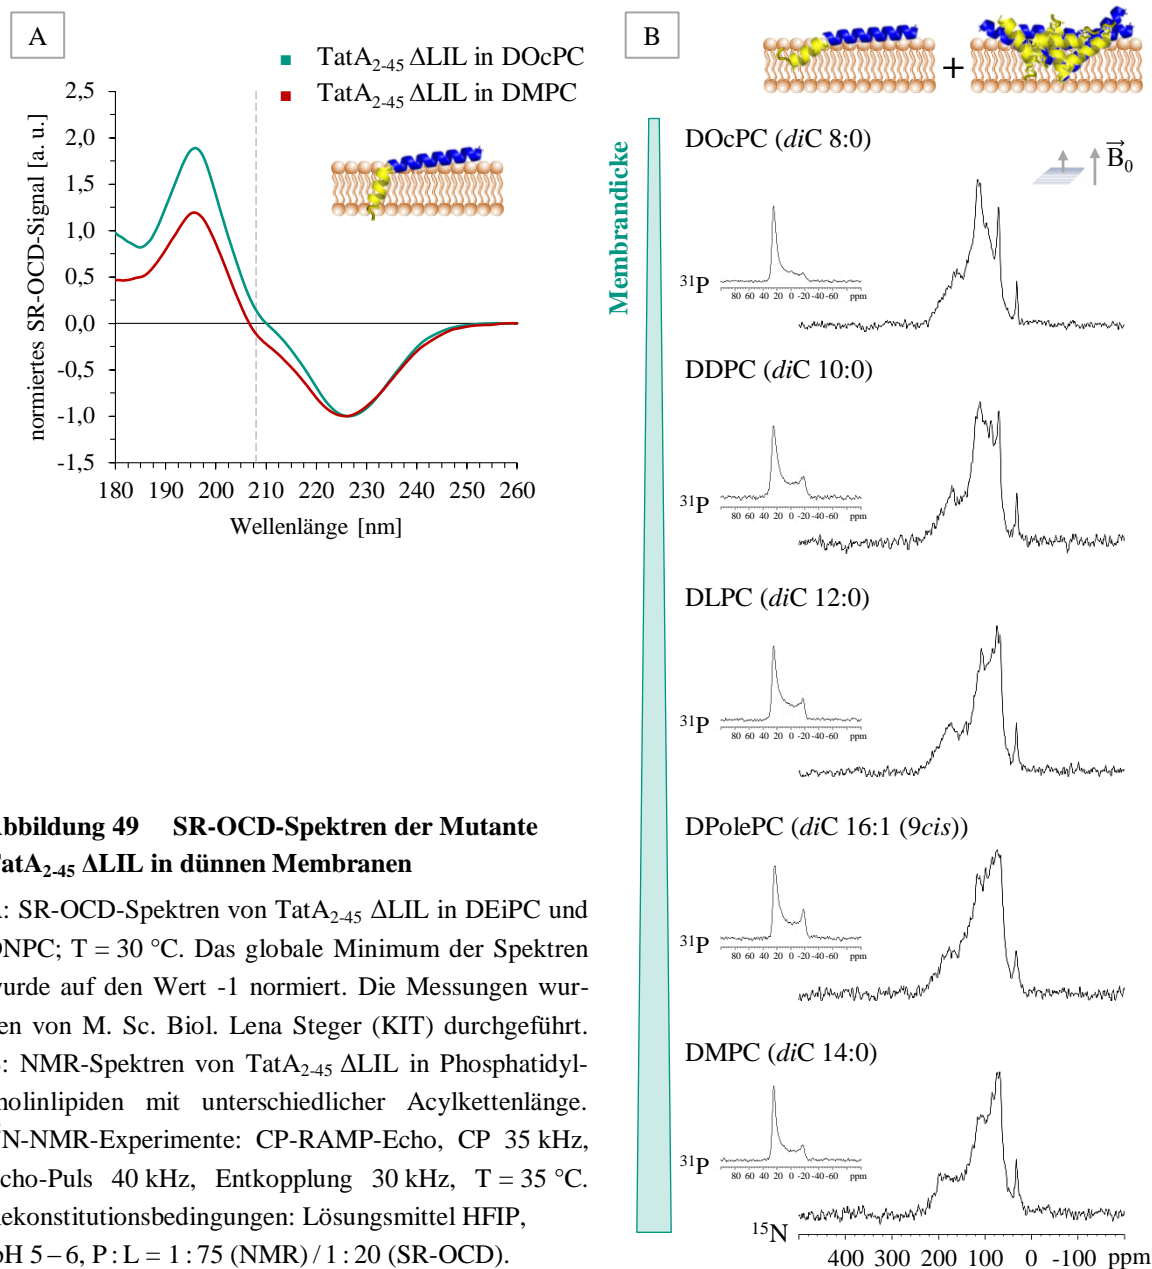 A
TatA2-45 ΔLIL in DOcPC
TatA2-45 ΔLIL in DMPC
normiertes SR-OCD-Signal [a. u.]
2,5
2,0
1,5
1,0
0,5
0,0
-0,5
-1,0
-1,5
180 190 200 210 220 230 240 250 260
Wellenlänge [nm]
B
+
Membrandicke
DOcPC (diC 8:0)
B0
31P
80 60 40 20 0 -20 -40 -60 ppm
DDPC (diC 10:0)
31P
80 60 40 20 0 -20 -40 -60 ppm
DLPC (diC 12:0)
31P
80 60 40 20 0 -20 -40 -60 ppm
DPolePC (diC 16:1 (9cis))
31P
80 60 40 20 0 -20 -40 -60 ppm
DMPC (diC 14:0)
31P
80 60 40 20 0 -20 -40 -60 ppm
15N
400 300 200 100 0 -100 ppm
bbildung 49 SR-OCD-Spektren der Mutante
TatA2-45 ΔLIL in dünnen Membranen
: SR-OCD-Spektren von TatA2-45 ΔLIL in DEiPC und
NPC; T = 30 °C. Das globale Minimum der Spektren
urde auf den Wert -1 normiert. Die Messungen wur-
en von M. Sc. Biol. Lena Steger (KIT) durchgeführt.
: NMR-Spektren von TatA2-45 ΔLIL in Phosphatidyl-
holinlipiden mit unterschiedlicher Acylkettenlänge.
N-NMR-Experimente: CP-RAMP-Echo, CP 35 kHz,
cho-Puls 40 kHz, Entkopplung 30 kHz, T = 35 °C.
ekonstitutionsbedingungen: Lösungsmittel HFIP,
pH 5–6, P : L = 1 : 75 (NMR) / 1 : 20 (SR-OCD).